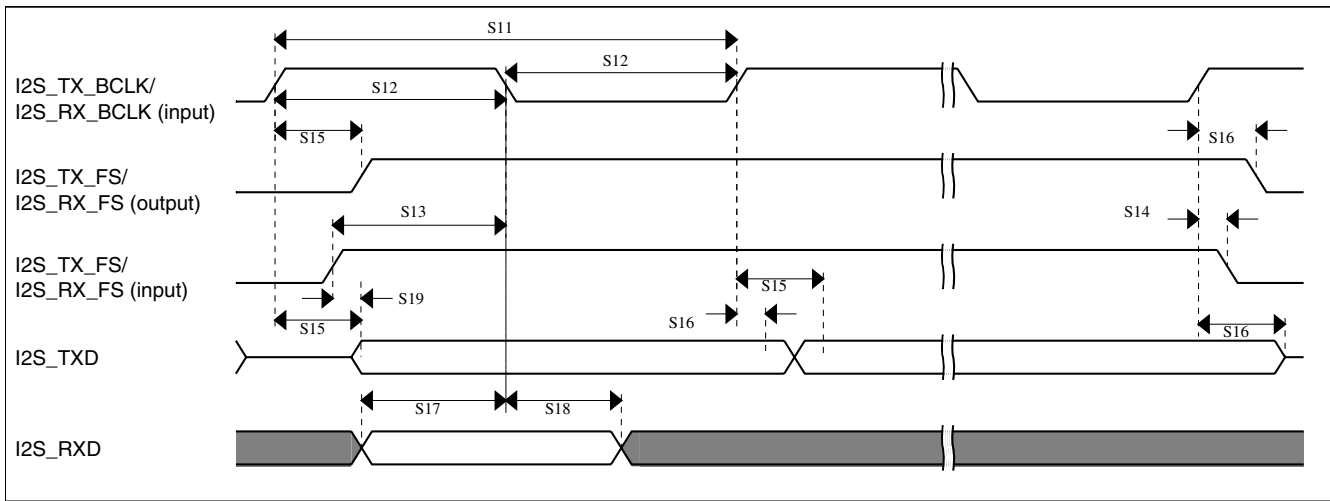 S11
I2S_TX_BCLK/
I2S_RX_BCLK (input)
S12
S12
S15
S16
I2S_TX_FS/
I2S_RX_FS (output)
S13
S14
I2S_TX_FS/
I2S_RX_FS (input)
S15
S19
S15
S16
S16
I2S_TXD
S17
S18
I2S_RXD